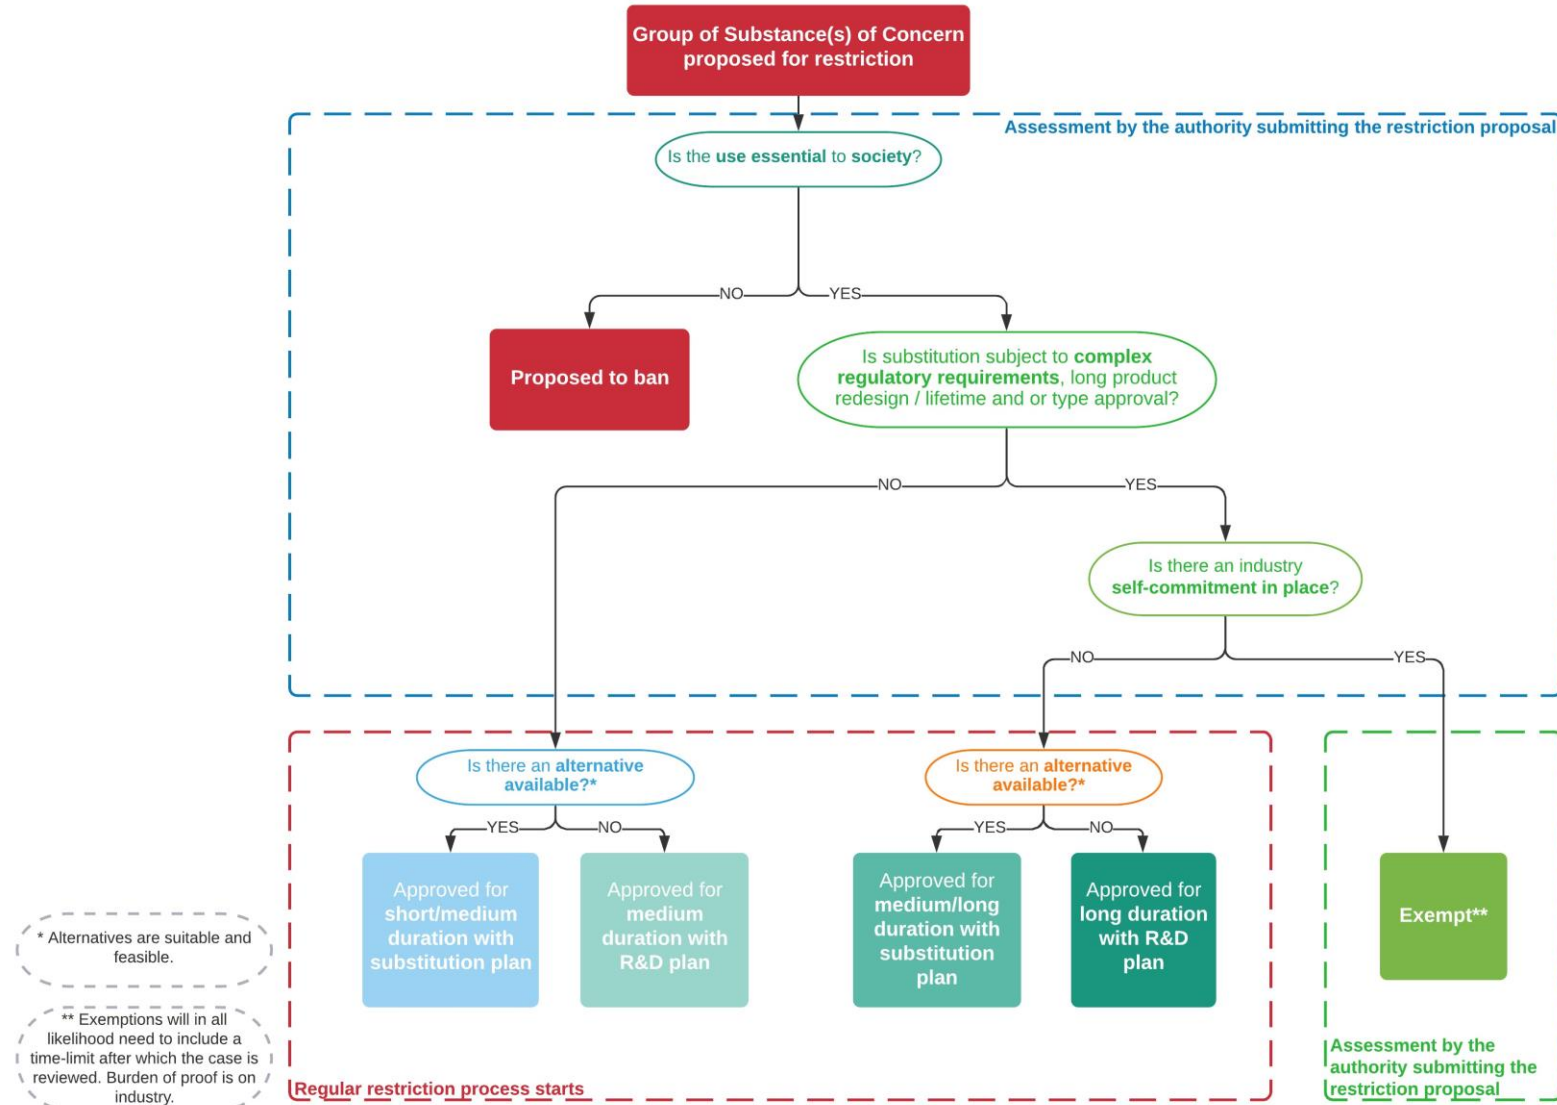 Group of Substance(s) of Concern
proposed for restriction
Assessment by the authority submitting the restriction proposal
Is the use essential to society?
NO
YES
Proposed to ban
Is substitution subject to complex
regulatory requirements, long product
redesign / lifetime and or type approval?
NO
YES
Is there an industry
self-commitment in place?
NO
YES
Is there an alternative
available?*
Is there an alternative
available?*
YES
NO
YES
NO
Approved for
short/medium
duration with
substitution plan
Approved for
medium
duration with
R&D plan
Approved for
medium/long
duration with
substitution
plan
Approved for
long duration
with R&D
plan
Exempt**
* Alternatives are suitable and
feasible.
** Exemptions will in all
likelihood need to include a
time-limit after which the case is
reviewed. Burden of proof is on
industry.
Regular restriction process starts
Assessment by the
authority submitting the
restriction proposal